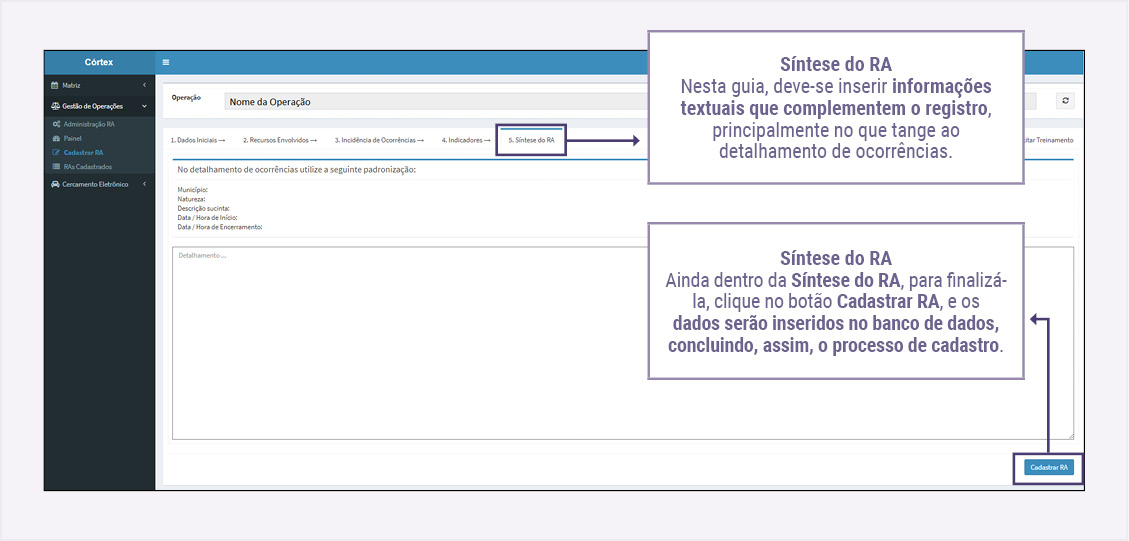 Córtex
Matriz
Gestão de Operações
Administração RA
Painel
Cadastrar RA
RAs Cadastrados
Cercamento Eletrônico
Operação
Nome da Operação
1. Dados Iniciais →
2. Recursos Envolvidos →
3. Incidência de Ocorrências →
4. Indicadores →
5. Síntese do RA
Treinamento
Síntese do RA
Nesta guia, deve-se inserir informações
textuais que complementem o registro,
principalmente no que tange ao
detalhamento de ocorrências.
No detalhamento de ocorrências utilize a seguinte padronização:
Município:
Natureza:
Descrição sucinta:
Data / Hora de Início:
Data / Hora de Encerramento:
Detalhamento ...
Síntese do RA
Ainda dentro da Síntese do RA, para finalizá-
la, clique no botão Cadastrar RA, e os
dados serão inseridos no banco de dados,
concluindo, assim, o processo de cadastro.
Cadastrar RA